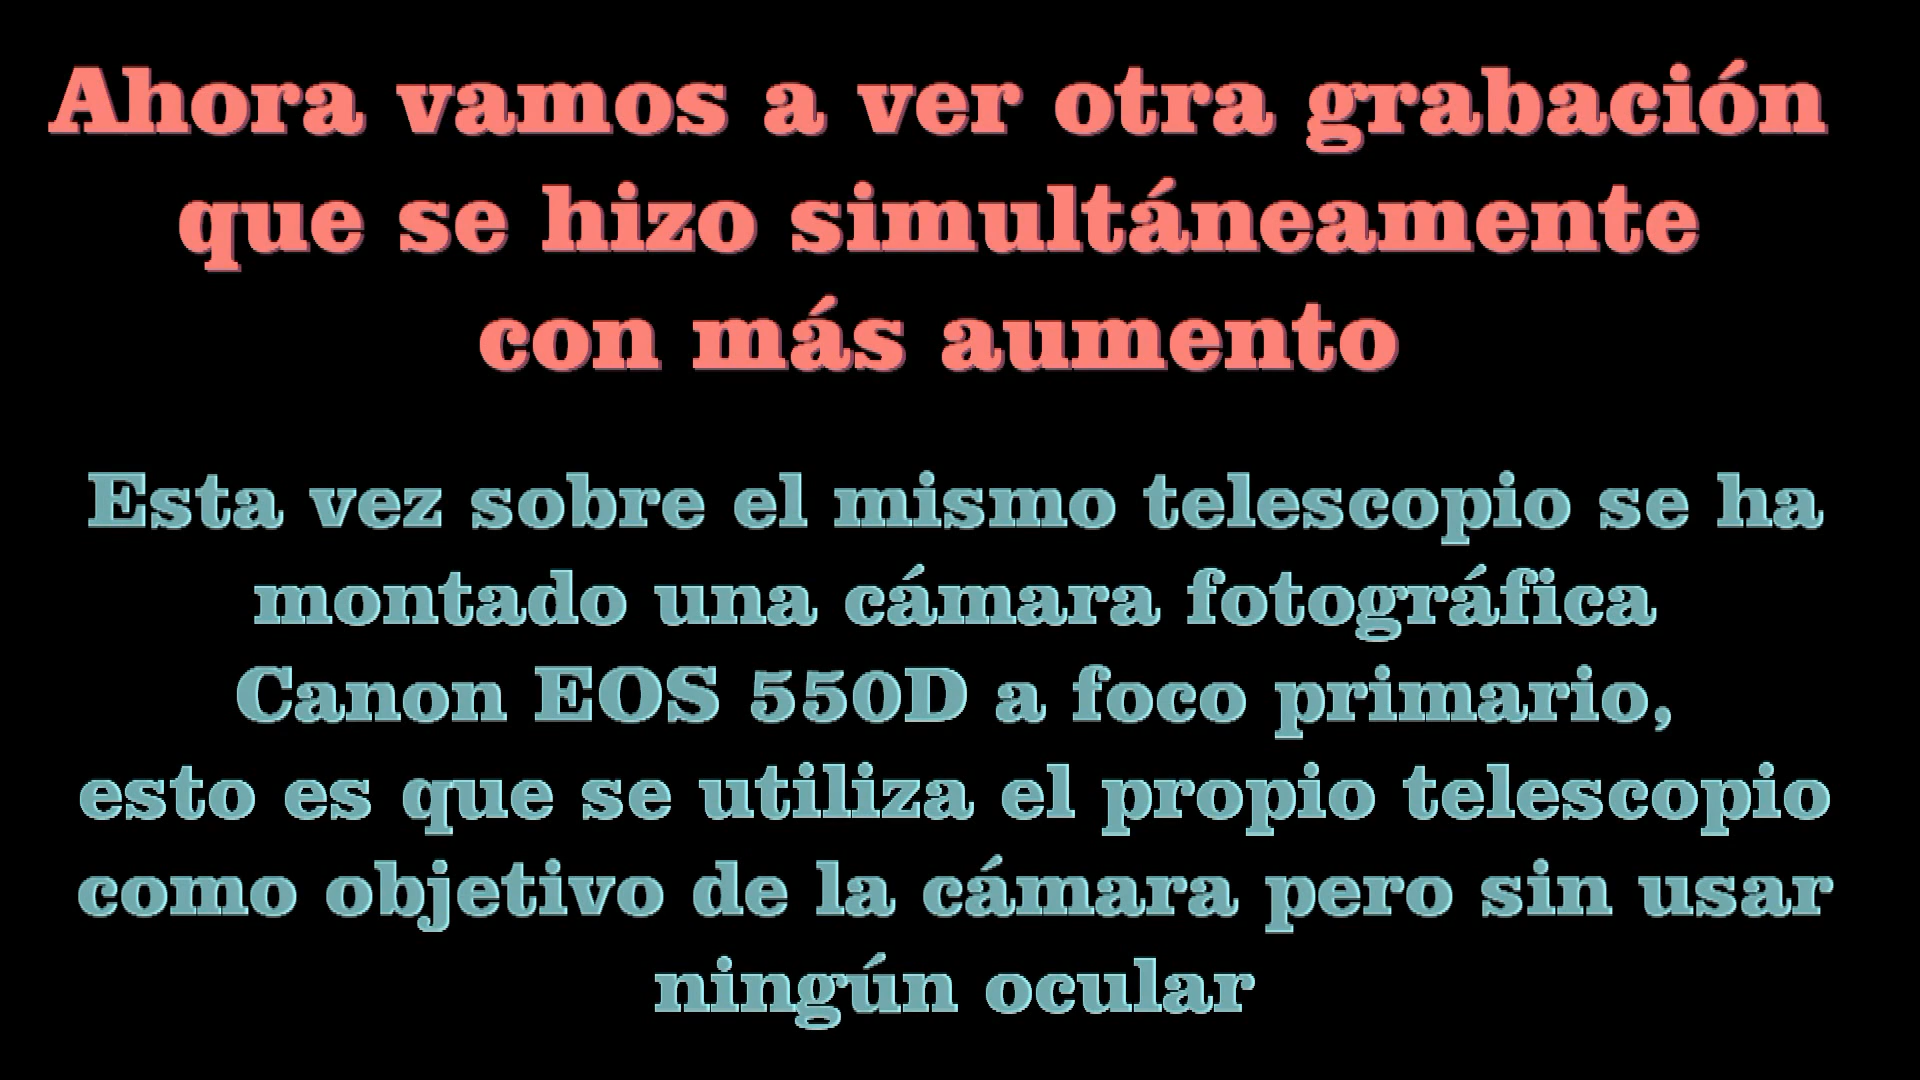 Ahora vamos a ver otra grabación
que se hizo simultáneamente
con más aumento
Esta vez sobre el mismo telescopio se ha
montado una cámara fotográfica
Canon EOS 550D a foco primario,
esto es que se utiliza el propio telescopio
como objetivo de la cámara pero sin usar
ningún ocular